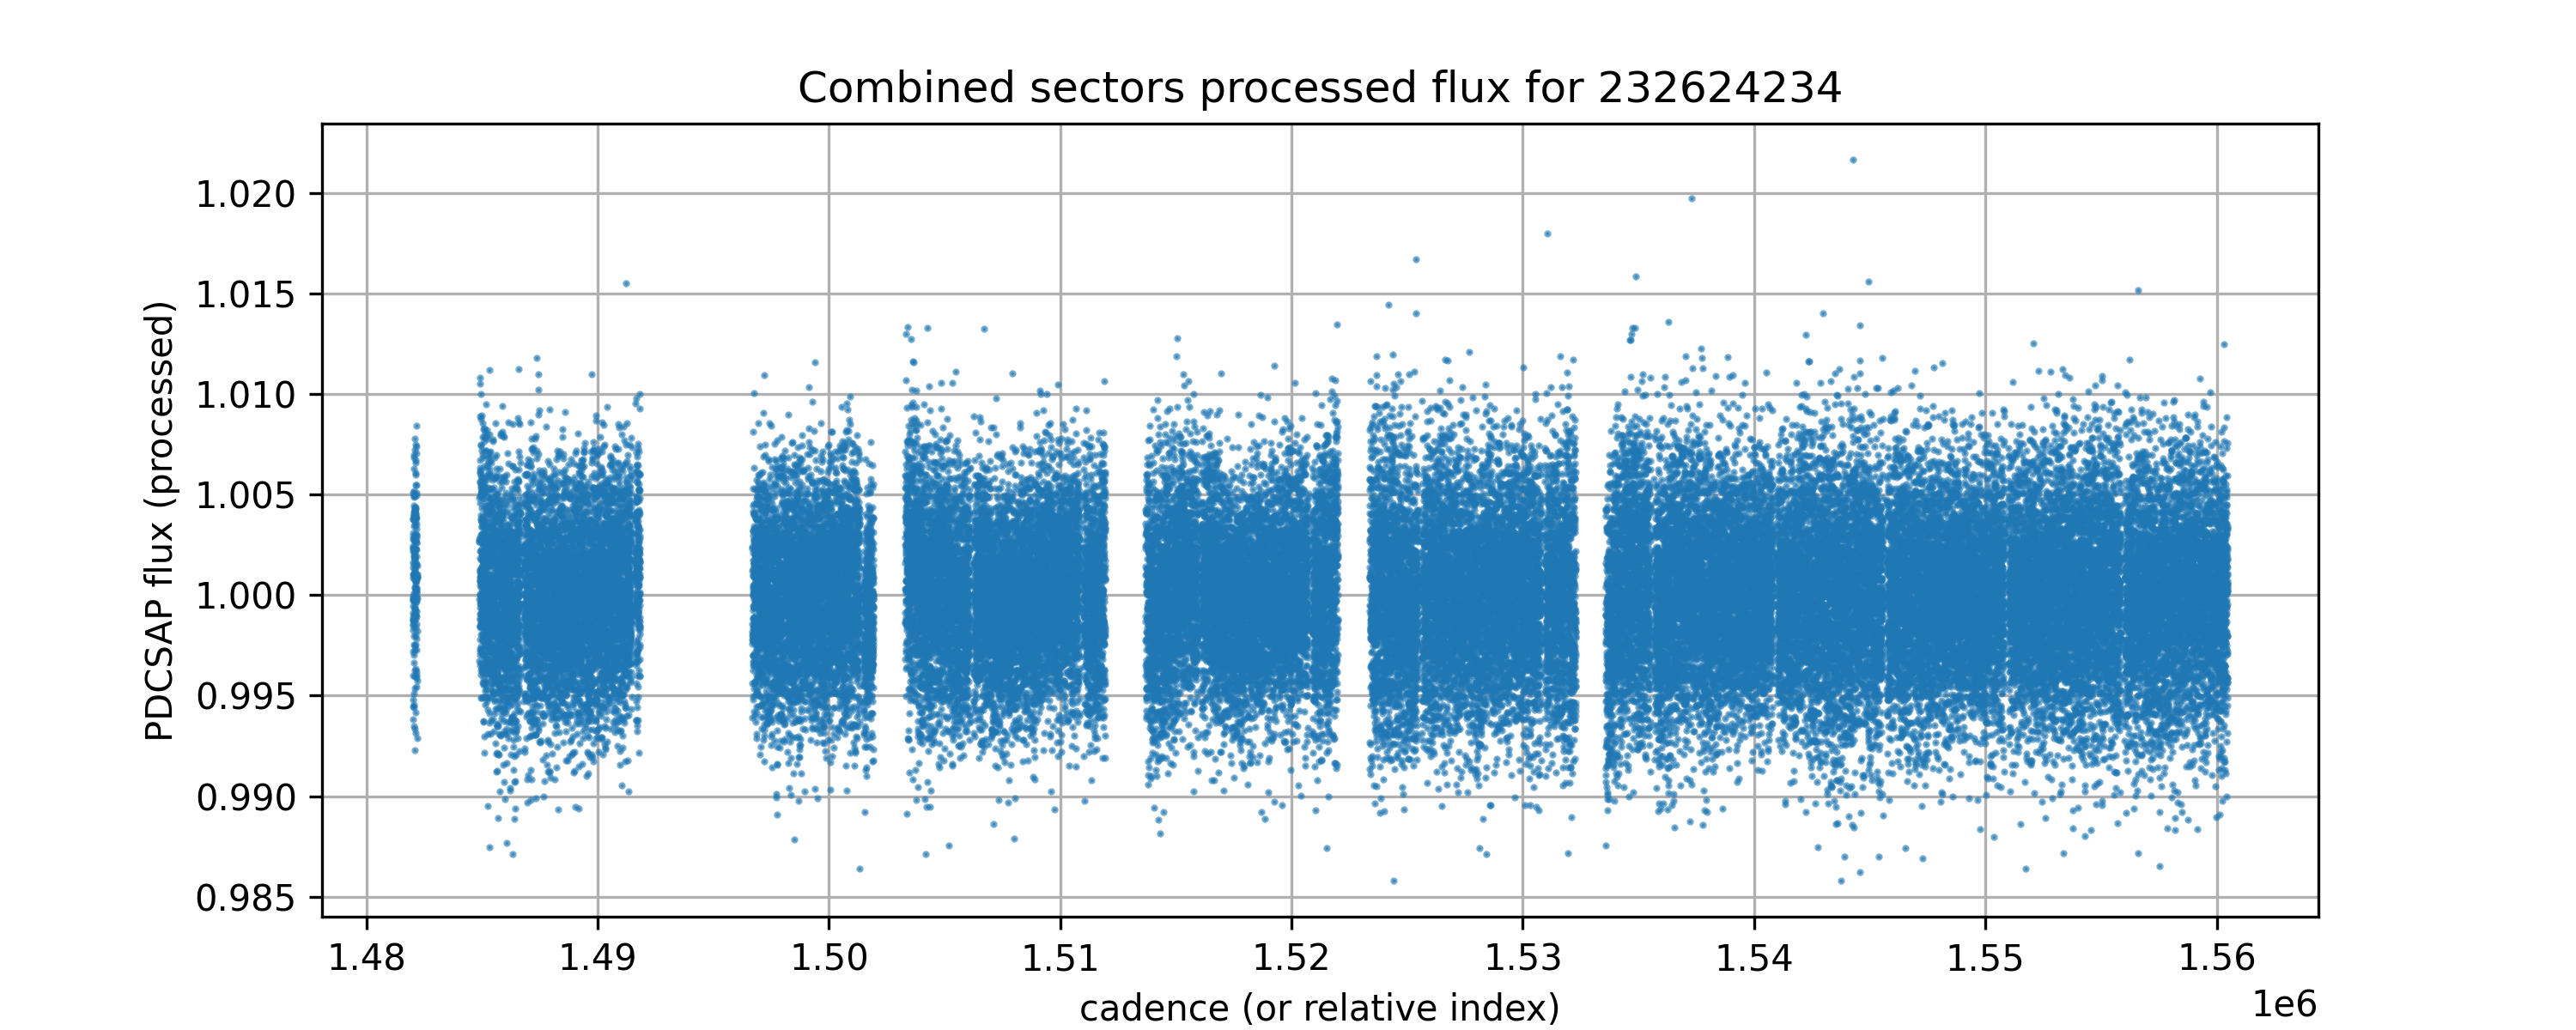 Combined sectors processed flux for 232624234
PDCSAP flux (processed)
1.020
1.015
1.010
1.005
1.000
0.995
0.990
0.985
1.48 1.49 1.50 1.51 1.52 1.53 1.54 1.55 1.56
1e6
cadence (or relative index)